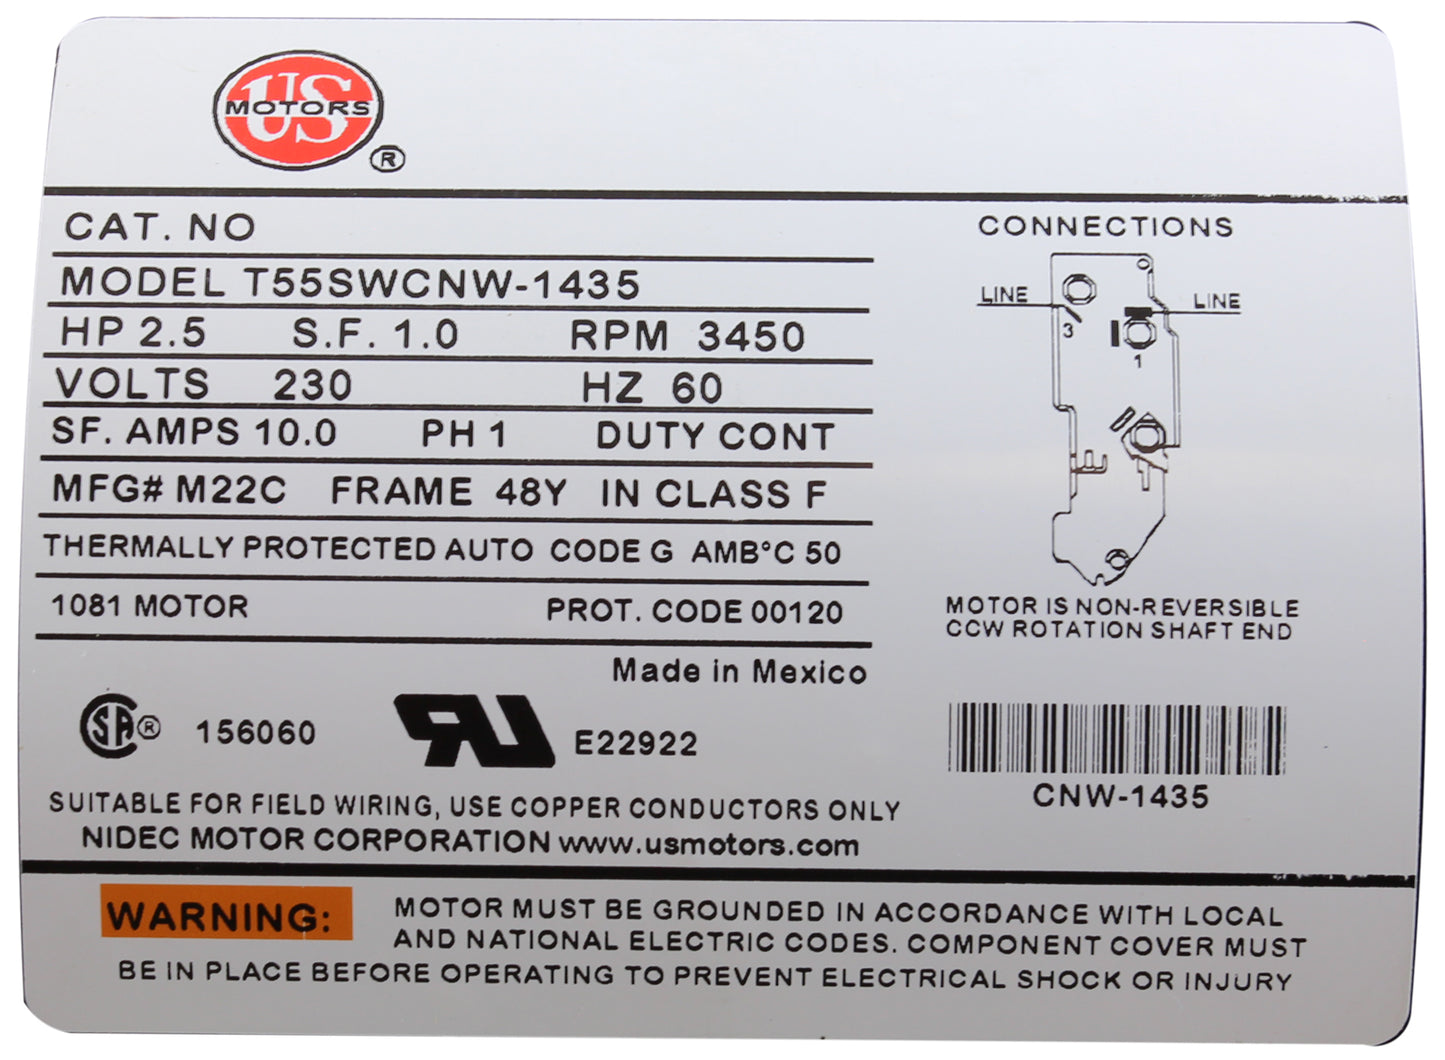 US
MOTORS
®
CAT. NO
MODEL T55SWCNW-1435
HP 2.5 S.F. 1.0 RPM 3450
VOLTS 230 HZ 60
SF. AMPS 10.0 PH 1 DUTY CONT
MFG# M22C FRAME 48Y IN CLASS F
THERMALLY PROTECTED AUTO CODE G AMB°C 50
1081 MOTOR PROT. CODE 00120
Made in Mexico
CONNECTIONS
LINE LINE
3
1
MOTOR IS NON-REVERSIBLE
CCW ROTATION SHAFT END
SA ® 156060 RU E22922
CNW-1435
SUITABLE FOR FIELD WIRING, USE COPPER CONDUCTORS ONLY
NIDEC MOTOR CORPORATION www.usmotors.com
WARNING: MOTOR MUST BE GROUNDED IN ACCORDANCE WITH LOCAL
AND NATIONAL ELECTRIC CODES. COMPONENT COVER MUST
BE IN PLACE BEFORE OPERATING TO PREVENT ELECTRICAL SHOCK OR INJURY